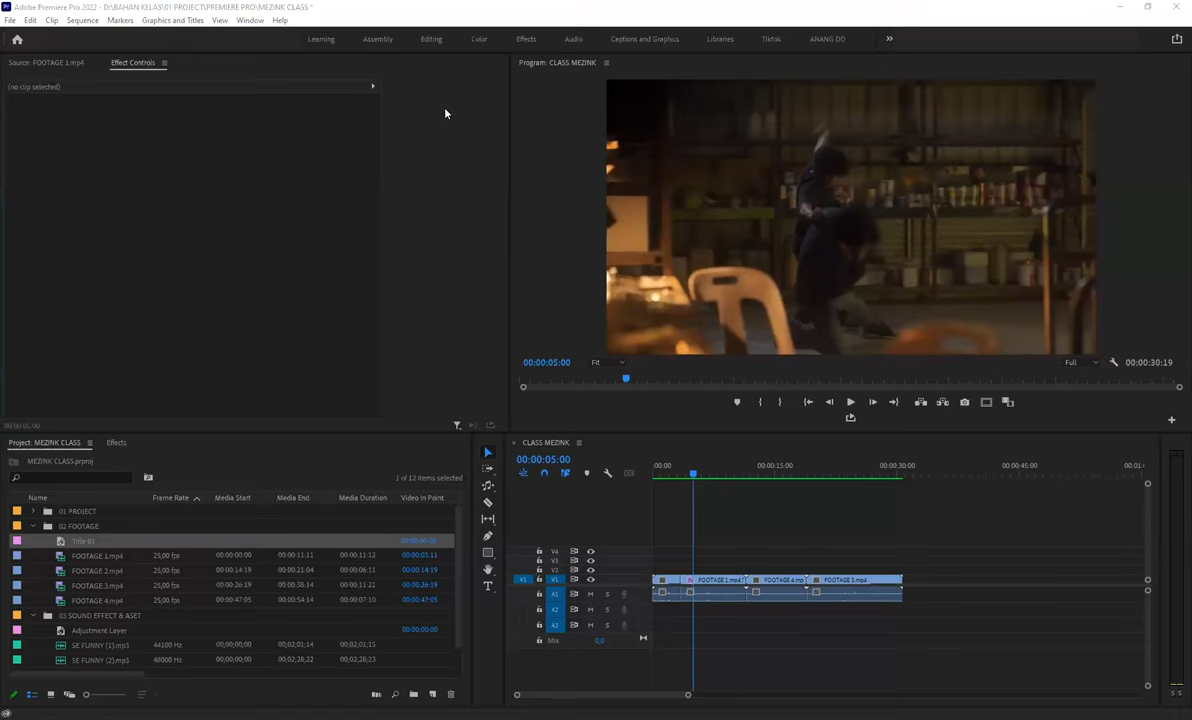 Adobe Premiere Pro 2022 - D:\BAHAN KELAS\01 PROJECT\PREMIERE PRO\MEZINK CLASS *
File Edit Clip Sequence Markers Graphics and Titles View Window Help
Learning Assembly Editing Color Effects Audio Captions and Graphics Libraries Tiktok ANANG DD
Source: FOOTAGE 1.mp4 Effect Controls Program: CLASS MEZINK
(no clip selected)
00:00:05:00 Fit Full 00:00:30:19
00:00:05:00
Project: MEZINK CLASS Effects
MEZINK CLASS.prproj
1 of 12 items selected
Name Frame Rate Media Start Media End Media Duration Video In Point
01 PROJECT
02 FOOTAGE
Title 01 00:00:00:00
FOOTAGE 1.mp4 25,00 fps 00:00:00:00 00:00:11:11 00:00:11:12 00:00:03:11
FOOTAGE 2.mp4 25,00 fps 00:00:14:19 00:00:21:04 00:00:06:11 00:00:14:19
FOOTAGE 3.mp4 25,00 fps 00:00:26:19 00:00:38:14 00:00:11:21 00:00:26:19
FOOTAGE 4.mp4 25,00 fps 00:00:47:05 00:00:54:14 00:00:07:10 00:00:47:05
03 SOUND EFFECT & ASET
Adjustment Layer 00:00:00:00
SE FUNNY (1).mp3 44100 Hz 00;00;00;00 00;02;01;14 00;02;01;15
SE FUNNY (2).mp3 48000 Hz 00;00;00;00 00;02;28;22 00;02;28;23
CLASS MEZINK
00:00:05:00
:00:00 00:00:15:00 00:00:30:00 00:00:45:00 00:01:0
V4
V3
V2
V1 V1 FOOTAGE 1.mp4 FOOTAGE 4.mp FOOTAGE 3.mp4
A1 M S
A2 M S
A3 M S
Mix 0,0
S S